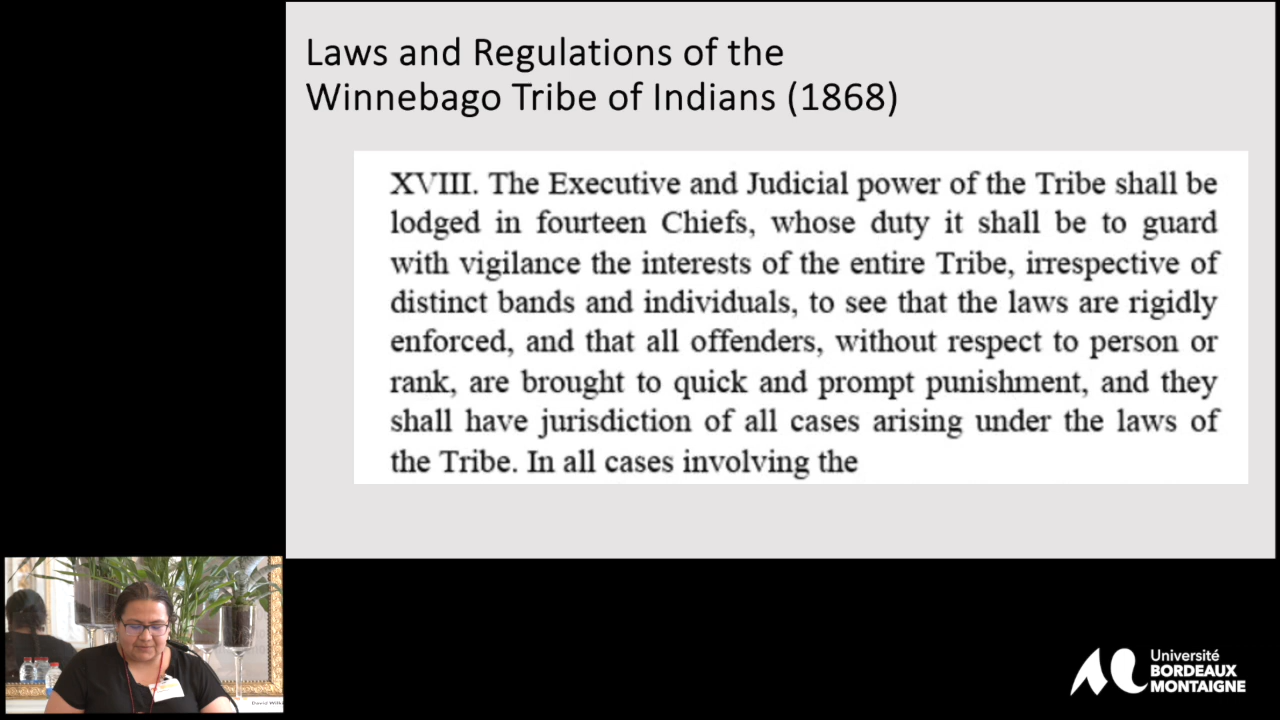 Laws and Regulations of the
Winnebago Tribe of Indians (1868)
XVIII. The Executive and Judicial power of the Tribe shall be
lodged in fourteen Chiefs, whose duty it shall be to guard
with vigilance the interests of the entire Tribe, irrespective of
distinct bands and individuals, to see that the laws are rigidly
enforced, and that all offenders, without respect to person or
rank, are brought to quick and prompt punishment, and they
shall have jurisdiction of all cases arising under the laws of
the Tribe. In all cases involving the
Université
BORDEAUX
MONTAIGNE